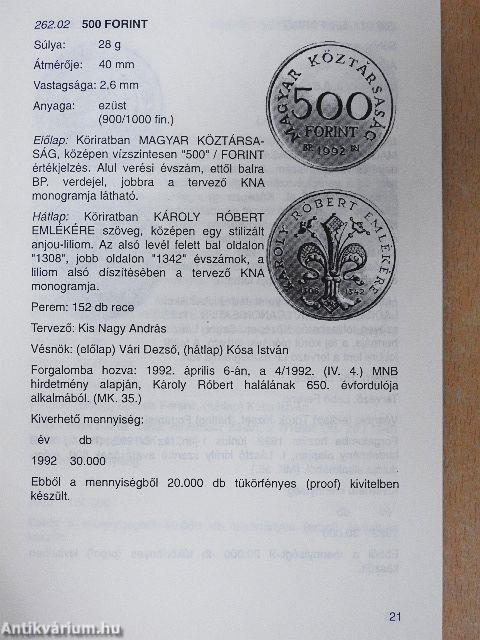 262.02 500 FORINT
Súlya: 28 g
Átmérője: 40 mm
Vastagsága: 2,6 mm
Anyaga: ezüst
(900/1000 fin.)
Előlap: Köriratban MAGYAR KÖZTÁRSA-
SÁG, középen vízszintesen "500" / FORINT
értékjelzés. Alul verési évszám, ettől balra
BP. verdejel, jobbra a tervező KNA
monogramja látható.
Hátlap: Köriratban KÁROLY RÓBERT
EMLÉKÉRE szöveg, középen egy stilizált
anjou-liliom. Az alsó levél felett bal oldalon
"1308", jobb oldalon "1342" évszámok, a
liliom alsó díszítésében a tervező KNA
monogramja.
MAGYAR KÖZTÁRSASÁG
500
FORINT
BP. 1992
KÁROLY RÓBERT EMLÉKÉRE
1308 1342
Perem: 152 db rece
Tervező: Kis Nagy András
Vésnök: (előlap) Vári Dezső, (hátlap) Kósa István
Forgalomba hozva: 1992. április 6-án, a 4/1992. (IV. 4.) MNB
hirdetmény alapján, Károly Róbert halálának 650. évfordulója
alkalmából. (MK. 35.)
Kiverhető mennyiség:
év db
1992 30.000
Ebből a mennyiségből 20.000 db tükörfényes (proof) kivitelben
készült.
21
Antikvárium.hu